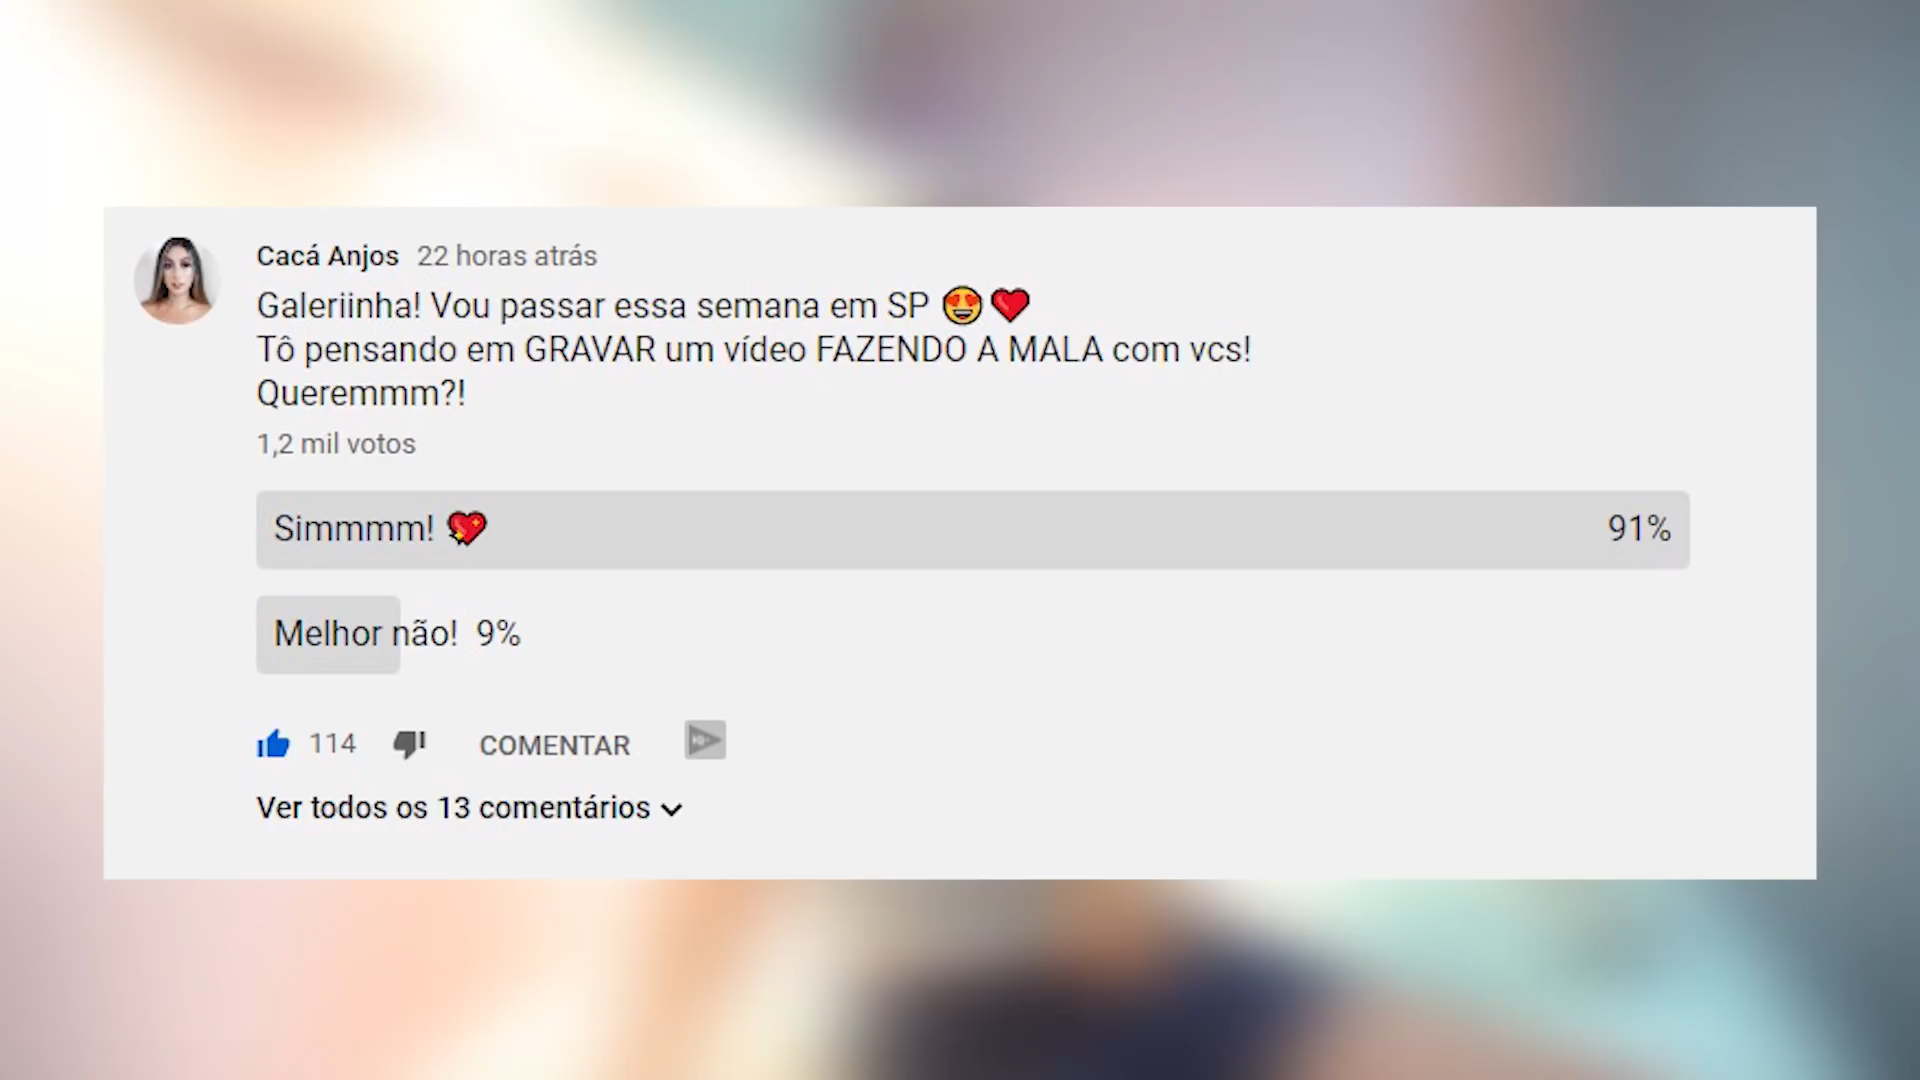 Cacá Anjos 22 horas atrás
Galeriinha! Vou passar essa semana em SP 😍❤️
Tô pensando em GRAVAR um vídeo FAZENDO A MALA com vcs!
Queremmm?!
1,2 mil votos
Simmmm! 💖 91%
Melhor não! 9%
114 COMENTAR
Ver todos os 13 comentários